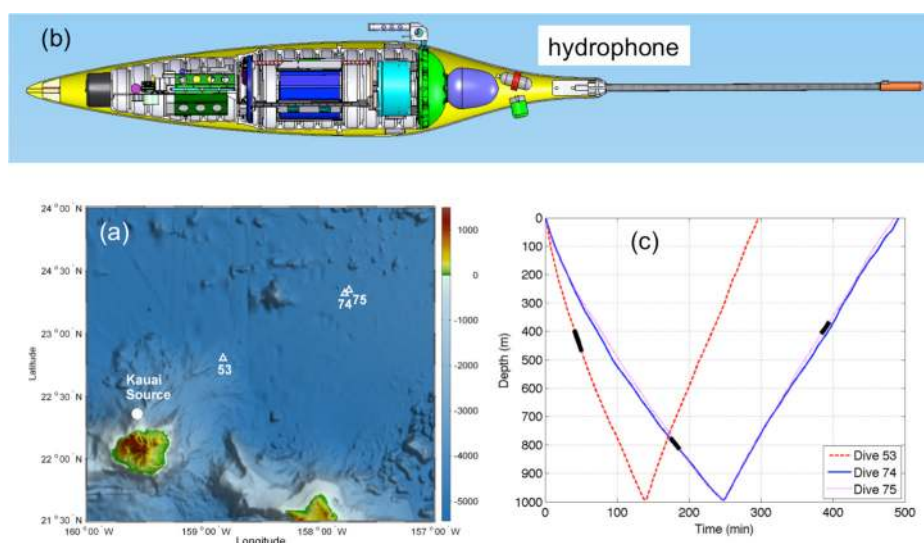 (b)
hydrophone
(a)
24°00' N
23°30' N
23°00' N
22°30' N
22°00' N
21°30' N
Latitude
160°00' W
159°00' W
158°00' W
157°00' W
Longitude
Kauai
Source
53
74
75
1000
0
-1000
-2000
-3000
-4000
-5000
(c)
0
100
200
300
400
500
600
700
800
900
1000
Depth (m)
0
100
200
300
400
500
Time (min)
Dive 53
Dive 74
Dive 75